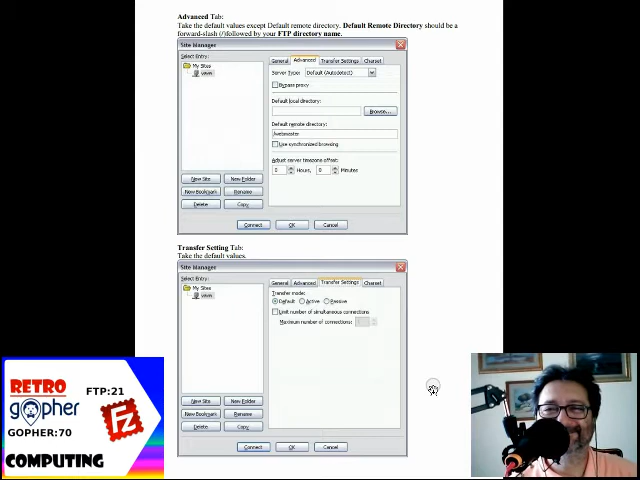 Advanced Tab:
Take the default values except Default remote directory. Default Remote Directory should be a
forward-slash (/)followed by your FTP directory name.
Site Manager
Select Entry:
My Sites
General Advanced Transfer Settings Charset
Server Type: Default (Autodetect)
Bypass proxy
Default local directory:
Browse...
Default remote directory:
/webmaster
Use synchronized browsing
Adjust server timezone offset:
0 Hours, 0 Minutes
New Site New Folder
New Bookmark Rename
Delete Copy
Connect OK Cancel
Transfer Setting Tab:
Take the default values.
Site Manager
Select Entry:
My Sites
General Advanced Transfer Settings Charset
Transfer mode:
Default Active Passive
Limit number of simultaneous connections
Maximum number of connections:
New Site New Folder
New Bookmark Rename
Delete Copy
Connect OK Cancel
RETRO
gopher
FTP:21
Fz
GOPHER:70
COMPUTING